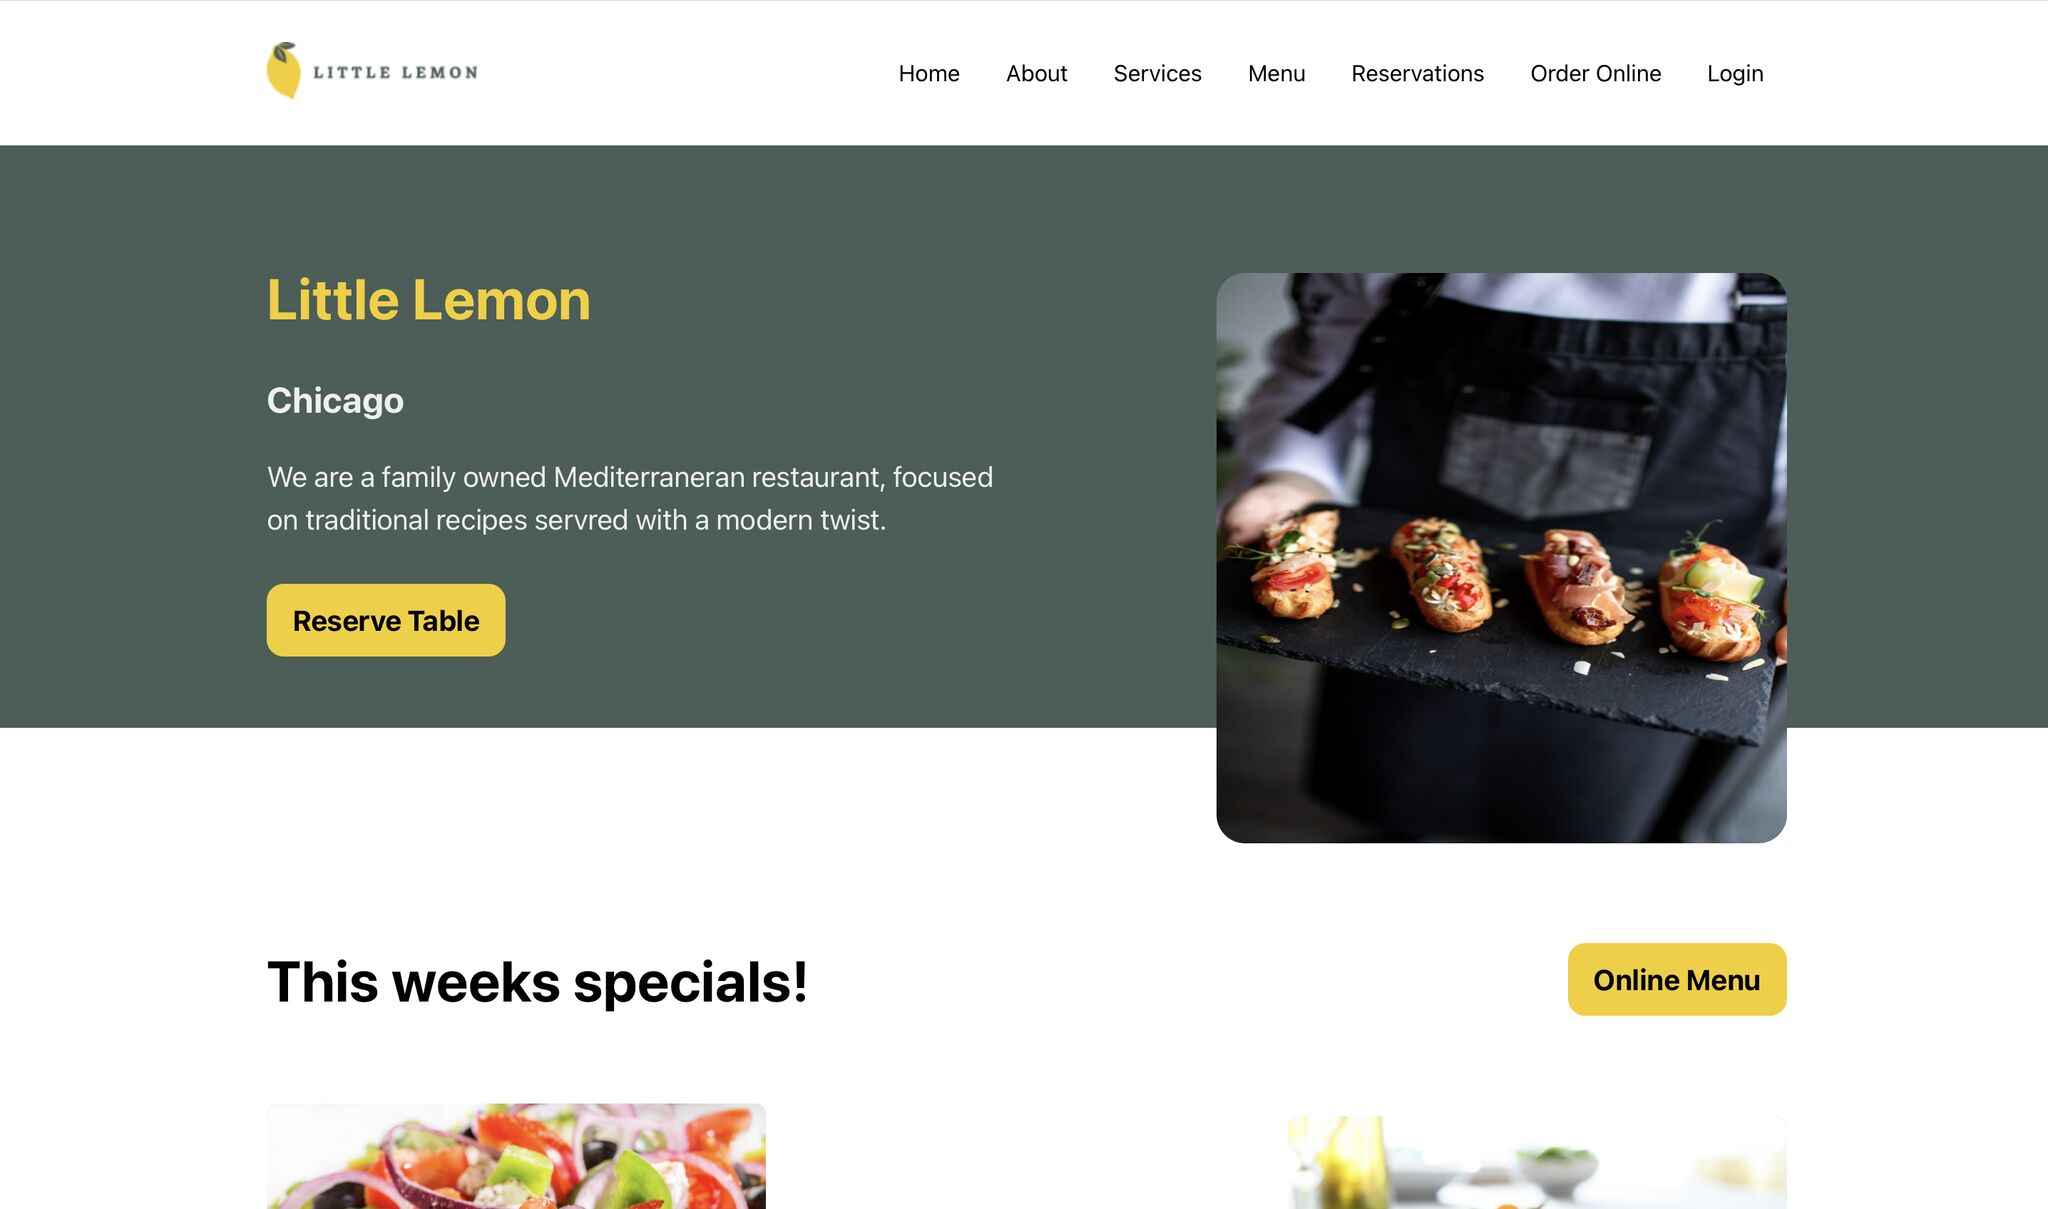 LITTLE LEMON
Home About Services Menu Reservations Order Online Login
Little Lemon
Chicago
We are a family owned Mediterraneran restaurant, focused
on traditional recipes servred with a modern twist.
Reserve Table
This weeks specials!
Online Menu